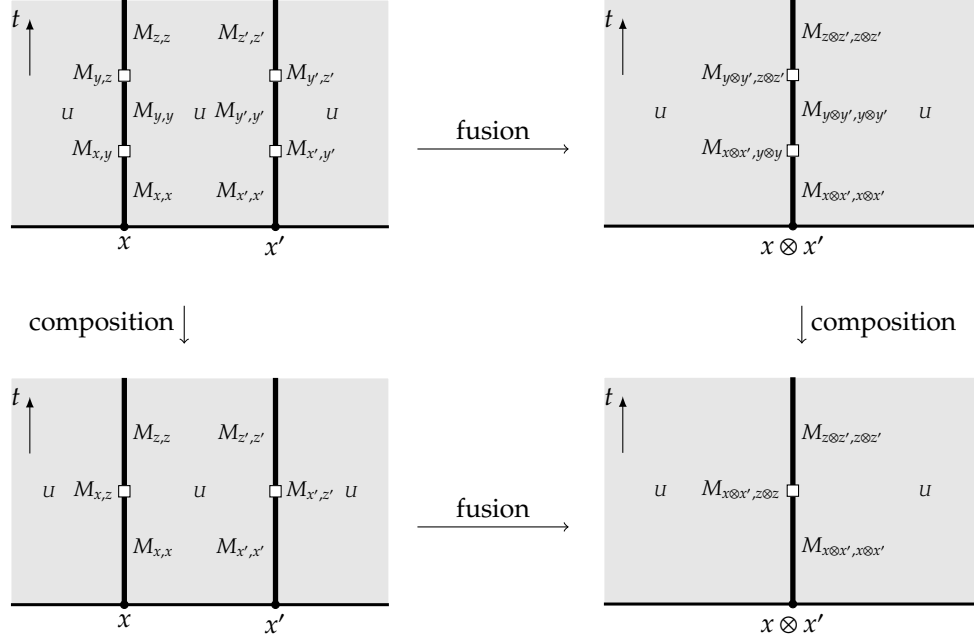 t M_{z,z} M_{z',z'}
M_{y,z} M_{y',z'}
u M_{y,y} u M_{y',y'} u
M_{x,y} M_{x',y'}
M_{x,x} M_{x',x'}
x x'
fusion
t M_{z⊗z',z⊗z'}
M_{y⊗y',z⊗z'}
u M_{y⊗y',y⊗y'} u
M_{x⊗x',y⊗y}
M_{x⊗x',x⊗x'}
x ⊗ x'
composition
composition
t
M_{z,z} M_{z',z'}
u M_{x,z} u M_{x',z'} u
M_{x,x} M_{x',x'}
x x'
fusion
t
M_{z⊗z',z⊗z'}
u M_{x⊗x',z⊗z} u
M_{x⊗x',x⊗x'}
x ⊗ x'